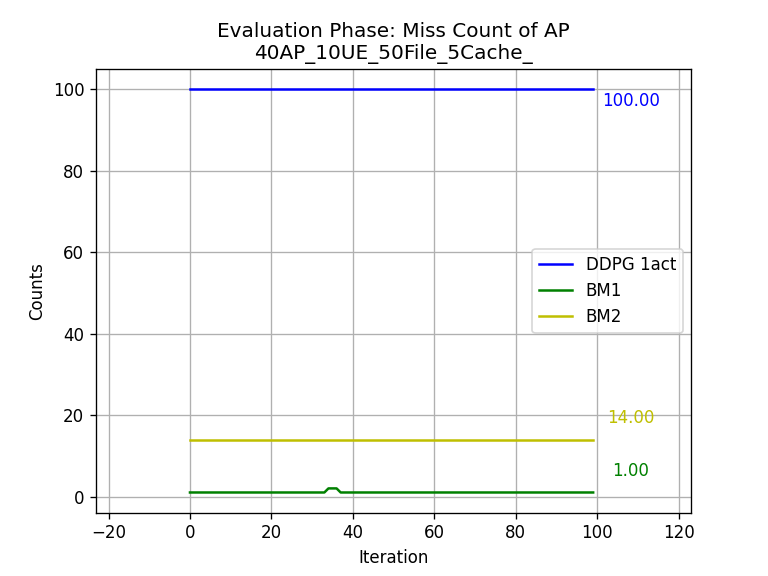 Evaluation Phase: Miss Count of AP
40AP_10UE_50File_5Cache_
100
80
60
40
20
0
Counts
100.00
DDPG 1act
BM1
BM2
14.00
1.00
−20
0
20
40
60
80
100
120
Iteration